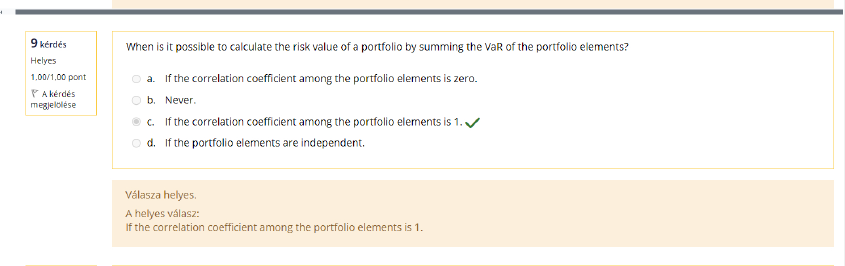 9 kérdés
Helyes
1,00/1,00 pont
A kérdés
megjelölése
When is it possible to calculate the risk value of a portfolio by summing the VaR of the portfolio elements?
a. If the correlation coefficient among the portfolio elements is zero.
b. Never.
c. If the correlation coefficient among the portfolio elements is 1.
d. If the portfolio elements are independent.
Válasza helyes.
A helyes válasz:
If the correlation coefficient among the portfolio elements is 1.